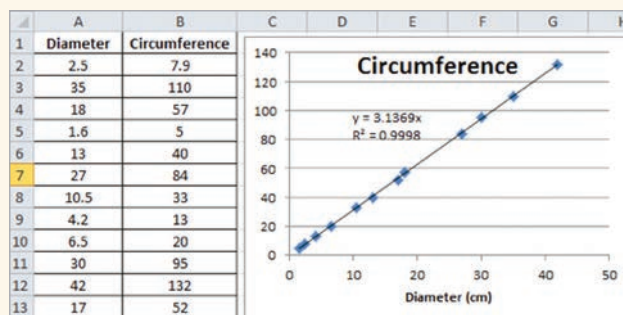 A B C D E F G H
1 Diameter Circumference
2 2.5 7.9
3 35 110
4 18 57
5 1.6 5
6 13 40
7 27 84
8 10.5 33
9 4.2 13
10 6.5 20
11 30 95
12 42 132
13 17 52
Circumference
140
120
100
80
60
40
20
0
y = 3.1369x
R² = 0.9998
0 10 20 30 40 50
Diameter (cm)